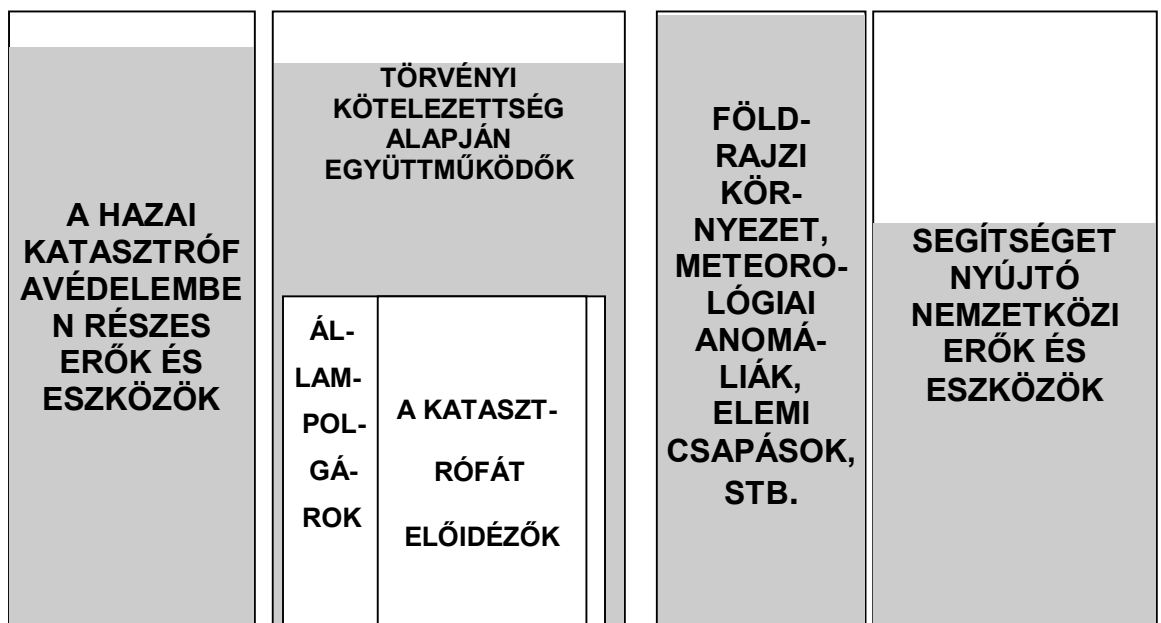 A HAZAI
KATASZTRÓF
AVÉDELEMBE
N RÉSZES
ERŐK ÉS
ESZKÖZÖK
TÖRVÉNYI
KÖTELEZETTSÉG
ALAPJÁN
EGYÜTTMŰKÖDŐK
ÁL-
LAM-
POL-
GÁ-
ROK
A KATASZT-
RÓFÁT
ELŐIDÉZŐK
FÖLD-
RAJZI
KÖR-
NYEZET,
METEORO-
LÓGIAI
ANOMÁ-
LIÁK,
ELEMI
CSAPÁSOK,
STB.
SEGÍTSÉGET
NYÚJTÓ
NEMZETKÖZI
ERŐK ÉS
ESZKÖZÖK